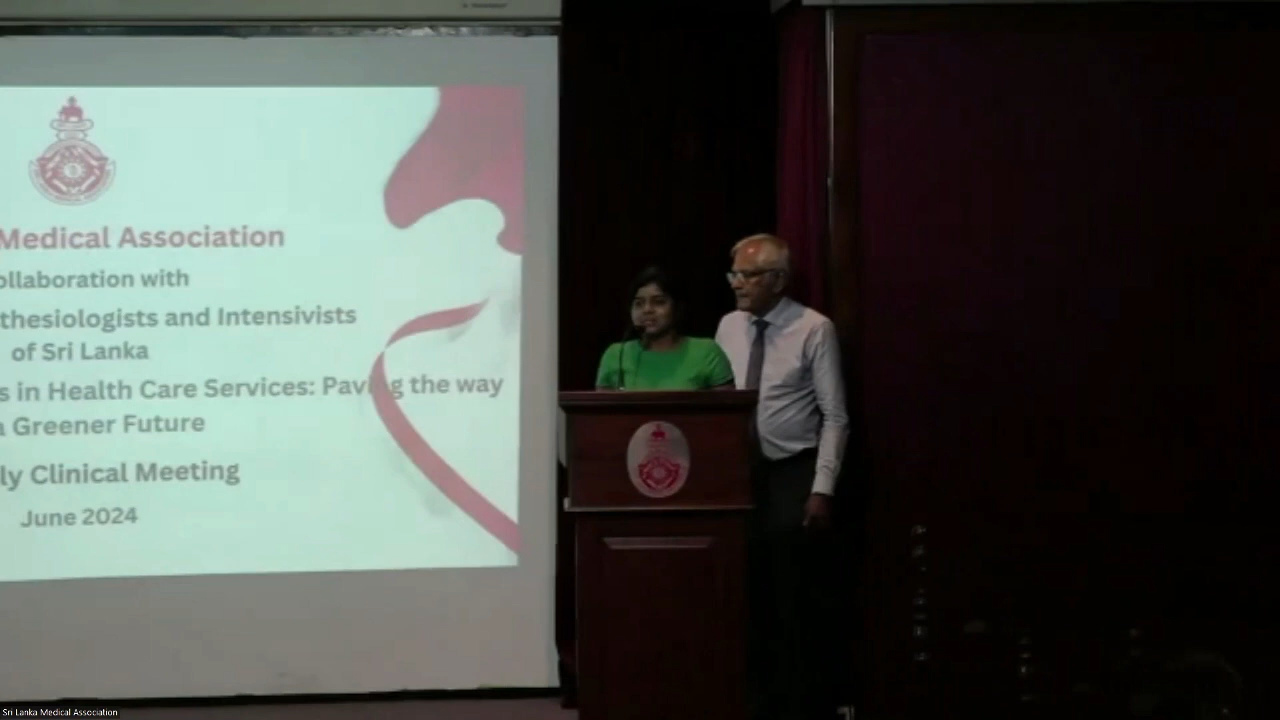 Medical Association
ollaboration with
thesiologists and Intensivists
of Sri Lanka
s in Health Care Services: Paving the way
a Greener Future
ly Clinical Meeting
June 2024
Sri Lanka Medical Association